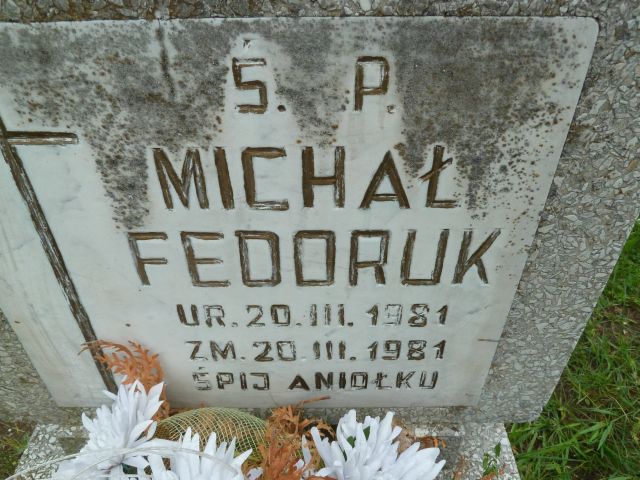 Ś. P.
MICHAŁ
FEDORUK
UR. 20. III. 1981
ZM. 20. III. 1981
ŚPIJ ANIOŁKU